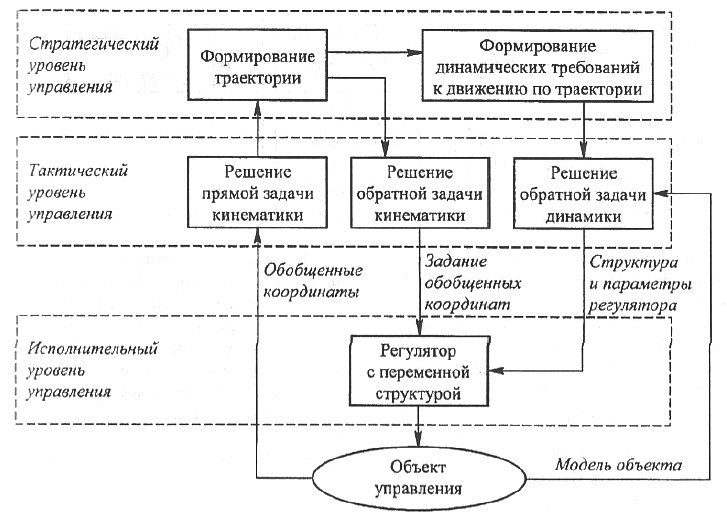 Стратегический
уровень
управления
Формирование
траектории
Формирование
динамических требований
к движению по траектории
Тактический
уровень
управления
Решение
прямой задачи
кинематики
Решение
обратной задачи
кинематики
Решение
обратной задачи
динамики
Обобщенные
координаты
Задание
обобщенных
координат
Структура
и параметры
регулятора
Исполнительный
уровень
управления
Регулятор
с переменной
структурой
Объект
управления
Модель объекта